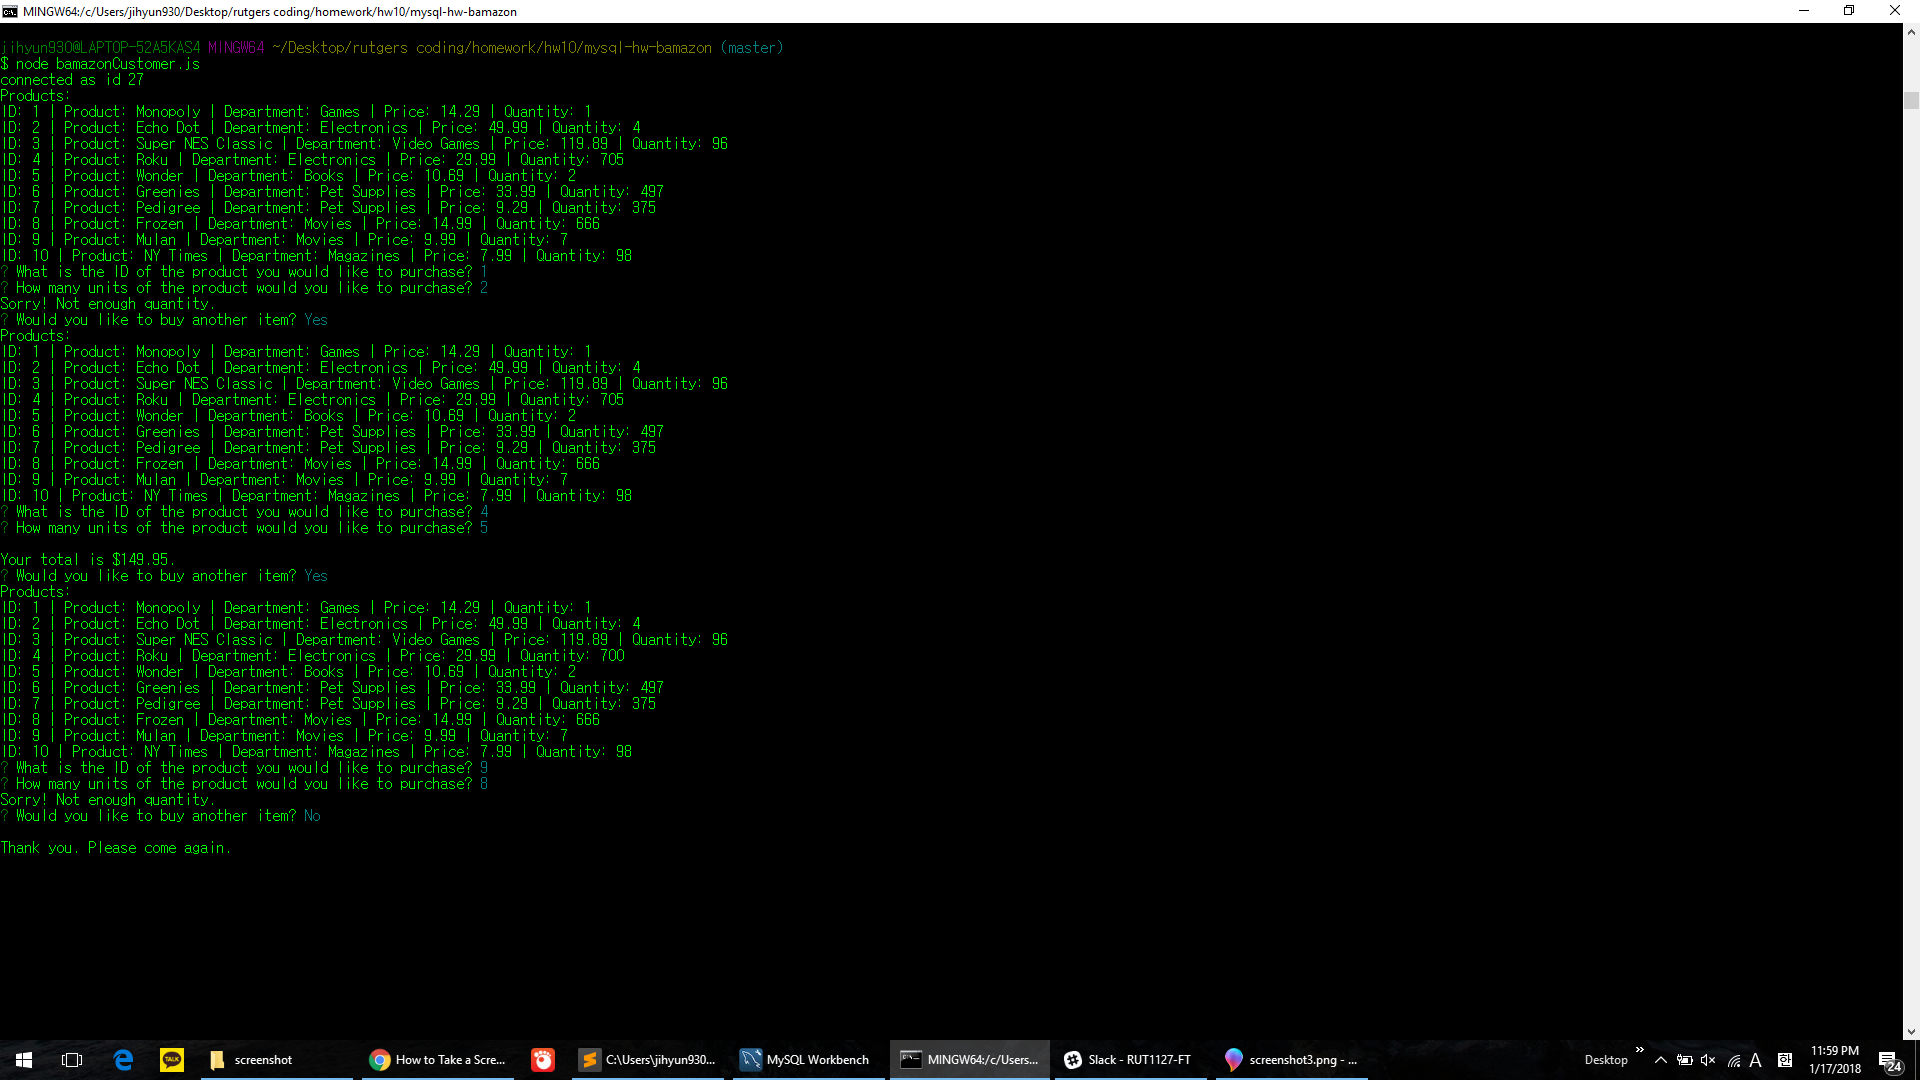 MINGW64:/c/Users/jihyun930/Desktop/rutgers coding/homework/hw10/mysql-hw-bamazon
jihyun930@LAPTOP-52A5KAS4 MINGW64 ~/Desktop/rutgers coding/homework/hw10/mysql-hw-bamazon (master)
$ node bamazonCustomer.js
connected as id 27
Products:
ID: 1 | Product: Monopoly | Department: Games | Price: 14.29 | Quantity: 1
ID: 2 | Product: Echo Dot | Department: Electronics | Price: 49.99 | Quantity: 4
ID: 3 | Product: Super NES Classic | Department: Video Games | Price: 119.89 | Quantity: 96
ID: 4 | Product: Roku | Department: Electronics | Price: 29.99 | Quantity: 705
ID: 5 | Product: Wonder | Department: Books | Price: 10.69 | Quantity: 2
ID: 6 | Product: Greenies | Department: Pet Supplies | Price: 33.99 | Quantity: 497
ID: 7 | Product: Pedigree | Department: Pet Supplies | Price: 9.29 | Quantity: 375
ID: 8 | Product: Frozen | Department: Movies | Price: 14.99 | Quantity: 666
ID: 9 | Product: Mulan | Department: Movies | Price: 9.99 | Quantity: 7
ID: 10 | Product: NY Times | Department: Magazines | Price: 7.99 | Quantity: 98
? What is the ID of the product you would like to purchase? 1
? How many units of the product would you like to purchase? 2
Sorry! Not enough quantity.
? Would you like to buy another item? Yes
Products:
ID: 1 | Product: Monopoly | Department: Games | Price: 14.29 | Quantity: 1
ID: 2 | Product: Echo Dot | Department: Electronics | Price: 49.99 | Quantity: 4
ID: 3 | Product: Super NES Classic | Department: Video Games | Price: 119.89 | Quantity: 96
ID: 4 | Product: Roku | Department: Electronics | Price: 29.99 | Quantity: 705
ID: 5 | Product: Wonder | Department: Books | Price: 10.69 | Quantity: 2
ID: 6 | Product: Greenies | Department: Pet Supplies | Price: 33.99 | Quantity: 497
ID: 7 | Product: Pedigree | Department: Pet Supplies | Price: 9.29 | Quantity: 375
ID: 8 | Product: Frozen | Department: Movies | Price: 14.99 | Quantity: 666
ID: 9 | Product: Mulan | Department: Movies | Price: 9.99 | Quantity: 7
ID: 10 | Product: NY Times | Department: Magazines | Price: 7.99 | Quantity: 98
? What is the ID of the product you would like to purchase? 4
? How many units of the product would you like to purchase? 5
Your total is $149.95.
? Would you like to buy another item? Yes
Products:
ID: 1 | Product: Monopoly | Department: Games | Price: 14.29 | Quantity: 1
ID: 2 | Product: Echo Dot | Department: Electronics | Price: 49.99 | Quantity: 4
ID: 3 | Product: Super NES Classic | Department: Video Games | Price: 119.89 | Quantity: 96
ID: 4 | Product: Roku | Department: Electronics | Price: 29.99 | Quantity: 700
ID: 5 | Product: Wonder | Department: Books | Price: 10.69 | Quantity: 2
ID: 6 | Product: Greenies | Department: Pet Supplies | Price: 33.99 | Quantity: 497
ID: 7 | Product: Pedigree | Department: Pet Supplies | Price: 9.29 | Quantity: 375
ID: 8 | Product: Frozen | Department: Movies | Price: 14.99 | Quantity: 666
ID: 9 | Product: Mulan | Department: Movies | Price: 9.99 | Quantity: 7
ID: 10 | Product: NY Times | Department: Magazines | Price: 7.99 | Quantity: 98
? What is the ID of the product you would like to purchase? 9
? How many units of the product would you like to purchase? 8
Sorry! Not enough quantity.
? Would you like to buy another item? No
Thank you. Please come again.
TALK screenshot How to Take a Scre... C:\Users\jihyun930... MySQL Workbench MINGW64:/c/Users... Slack - RUT1127-FT screenshot3.png - ... Desktop » A 한 11:59 PM
1/17/2018 24